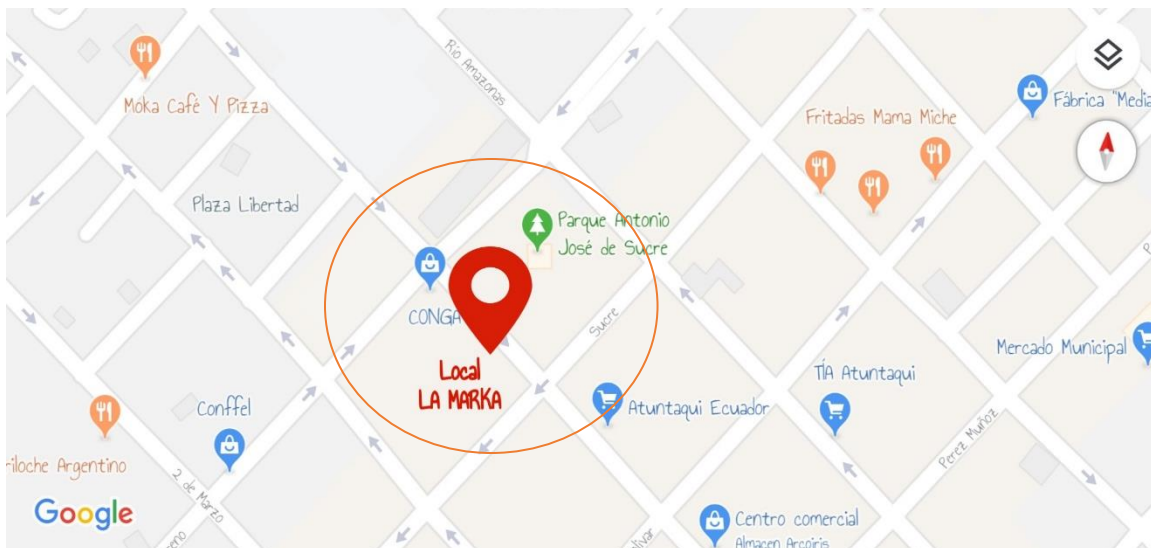 Moka Café Y Pizza
Río Amazonas
Fritadas Mama Miche
Fábrica "Media
Plaza Libertad
Parque Antonio
José de Sucre
CONGA
Sucre
Local
LA MARKA
Mercado Municipal
TÍA Atuntaqui
Conffel
Atuntaqui Ecuador
Perez Muñoz
riloche Argentino
2 de Marzo
Google
Centro comercial
Almacen Arcoiris